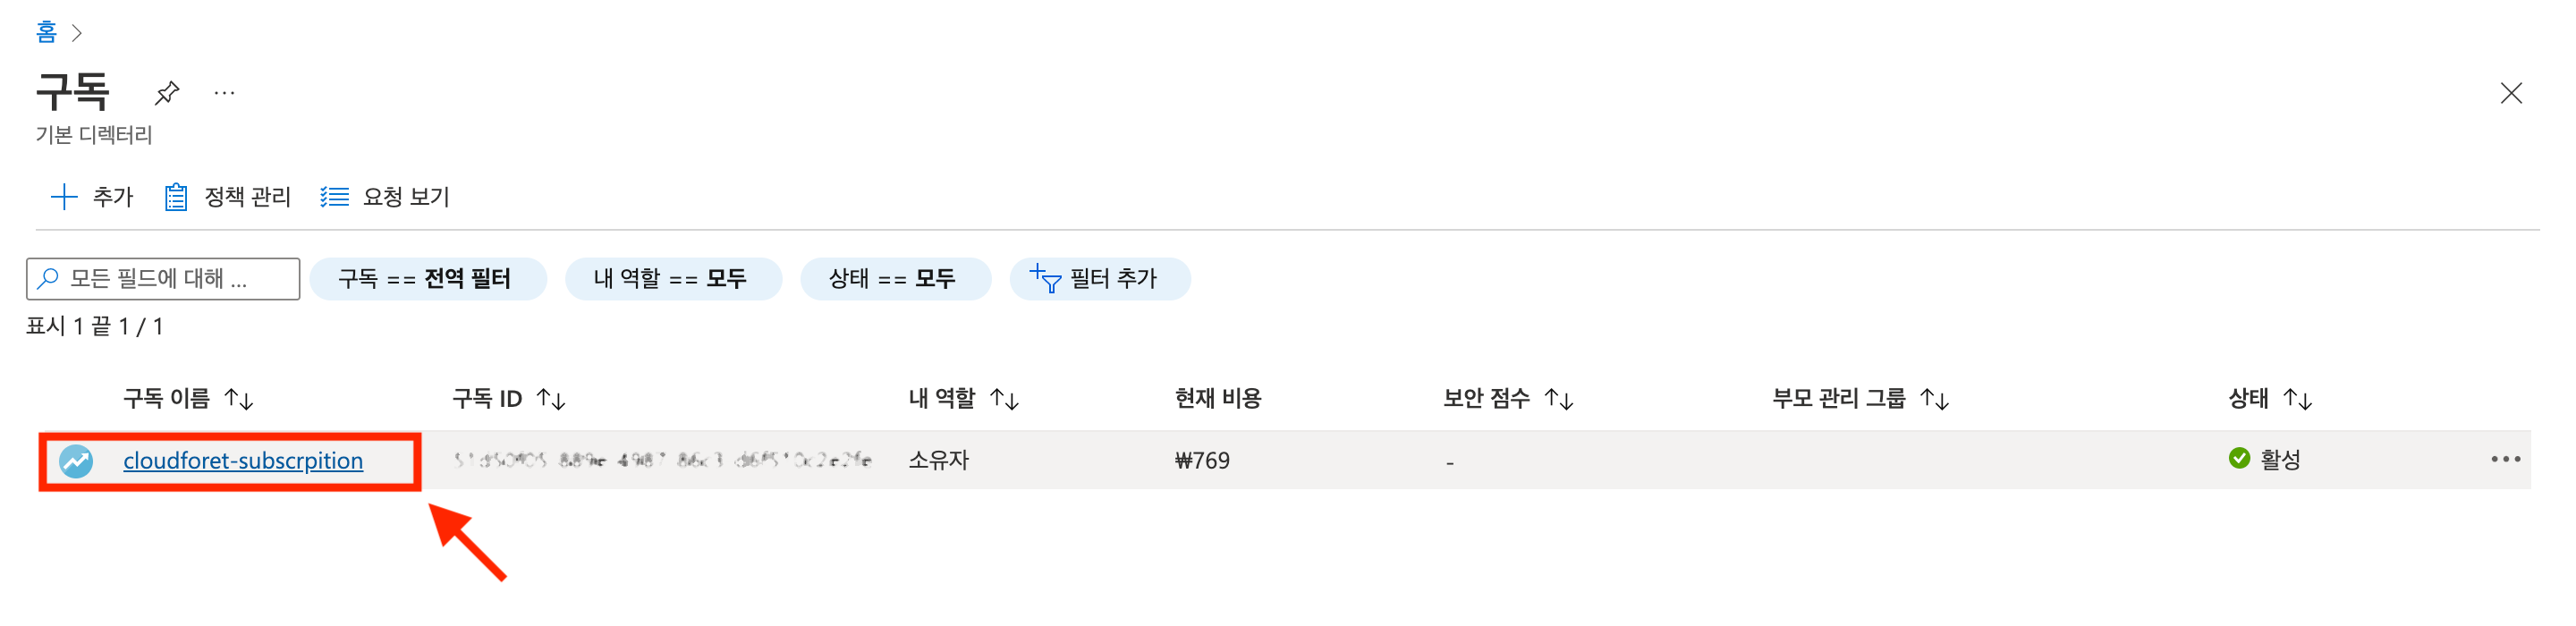 홈 >
구독 ...
기본 디렉터리
추가 정책 관리 요청 보기
모든 필드에 대해 ... 구독 == 전역 필터 내 역할 == 모두 상태 == 모두 필터 추가
표시 1 끝 1 / 1
구독 이름 ↑↓ 구독 ID ↑↓ 내 역할 ↑↓ 현재 비용 보안 점수 ↑↓ 부모 관리 그룹 ↑↓ 상태 ↑↓
cloudforet-subscrpition 소유자 ₩769 - 활성 ...